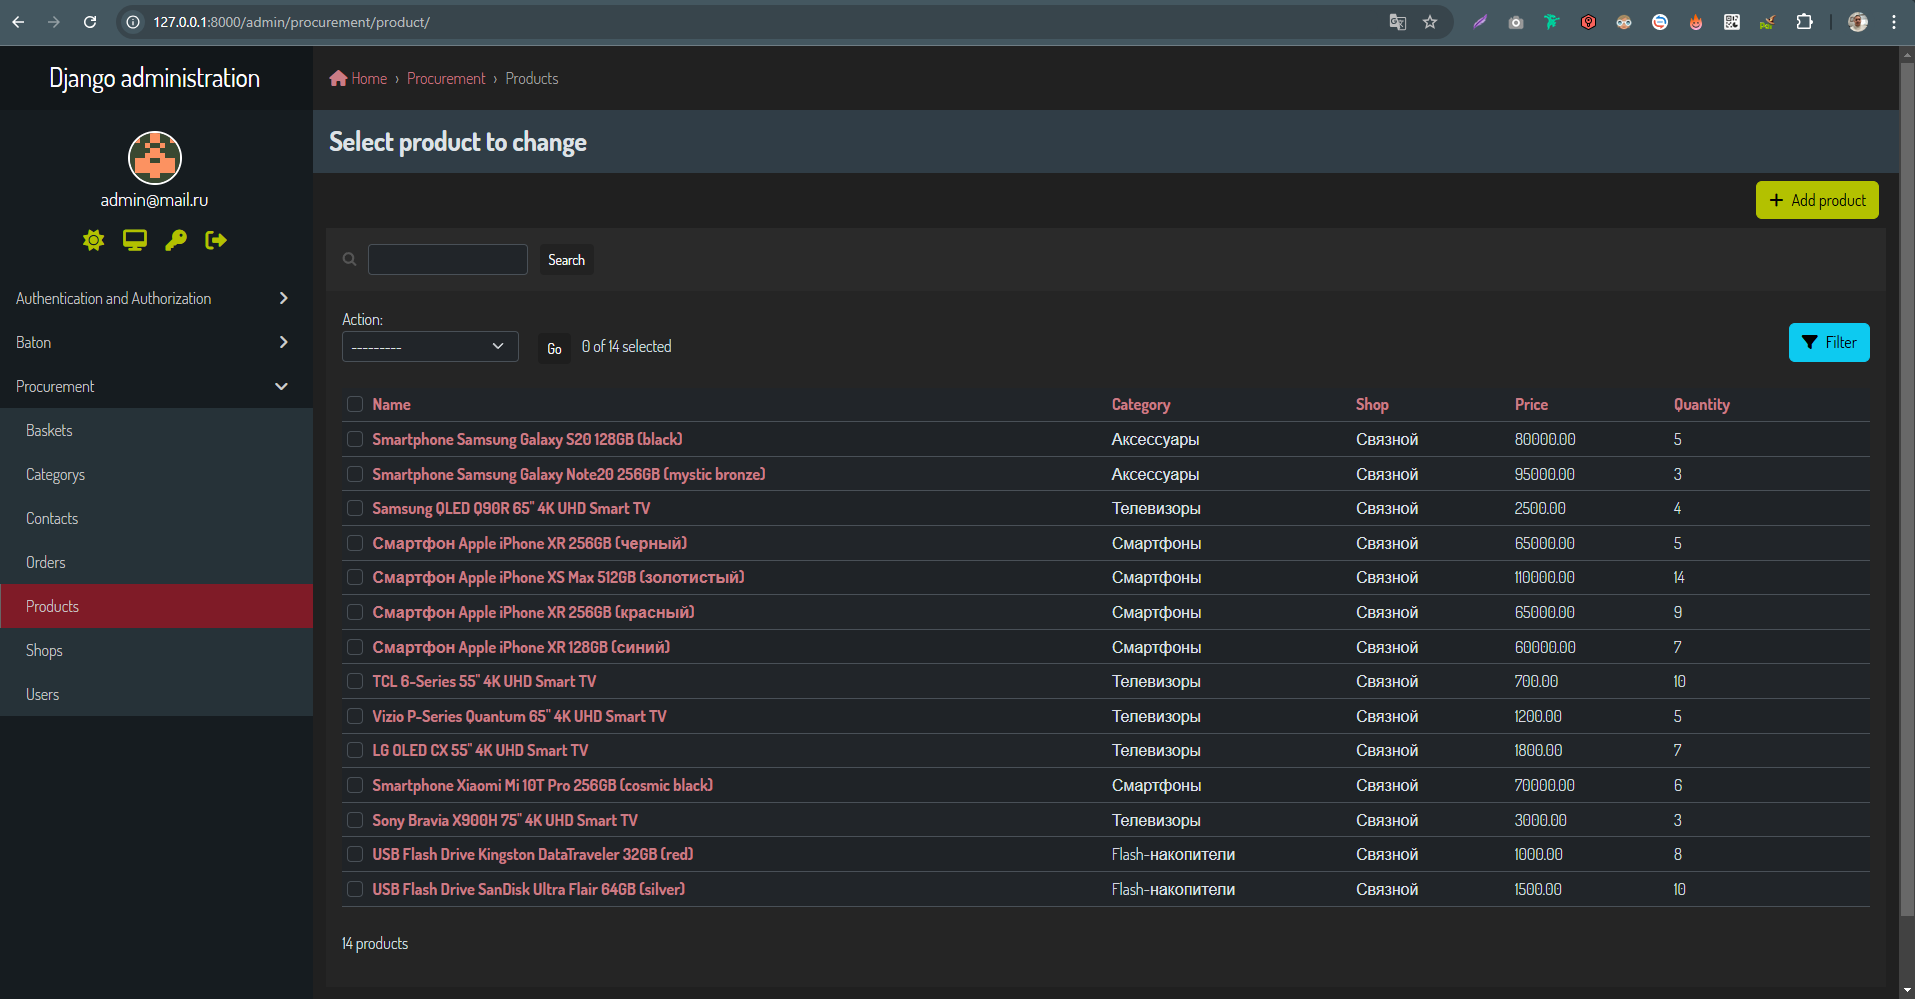 127.0.0.1:8000/admin/procurement/product/
Django administration
Home › Procurement › Products
Select product to change
admin@mail.ru
Add product
Search
Authentication and Authorization
Baton
Procurement
Baskets
Categorys
Contacts
Orders
Products
Shops
Users
Action:
--------- Go 0 of 14 selected
Filter
Name Category Shop Price Quantity
Smartphone Samsung Galaxy S20 128GB (black) Аксессуары Связной 80000.00 5
Smartphone Samsung Galaxy Note20 256GB (mystic bronze) Аксессуары Связной 95000.00 3
Samsung QLED Q90R 65" 4K UHD Smart TV Телевизоры Связной 2500.00 4
Смартфон Apple iPhone XR 256GB (черный) Смартфоны Связной 65000.00 5
Смартфон Apple iPhone XS Max 512GB (золотистый) Смартфоны Связной 110000.00 14
Смартфон Apple iPhone XR 256GB (красный) Смартфоны Связной 65000.00 9
Смартфон Apple iPhone XR 128GB (синий) Смартфоны Связной 60000.00 7
TCL 6-Series 55" 4K UHD Smart TV Телевизоры Связной 700.00 10
Vizio P-Series Quantum 65" 4K UHD Smart TV Телевизоры Связной 1200.00 5
LG OLED CX 55" 4K UHD Smart TV Телевизоры Связной 1800.00 7
Smartphone Xiaomi Mi 10T Pro 256GB (cosmic black) Смартфоны Связной 70000.00 6
Sony Bravia X900H 75" 4K UHD Smart TV Телевизоры Связной 3000.00 3
USB Flash Drive Kingston DataTraveler 32GB (red) Flash-накопители Связной 1000.00 8
USB Flash Drive SanDisk Ultra Flair 64GB (silver) Flash-накопители Связной 1500.00 10
14 products